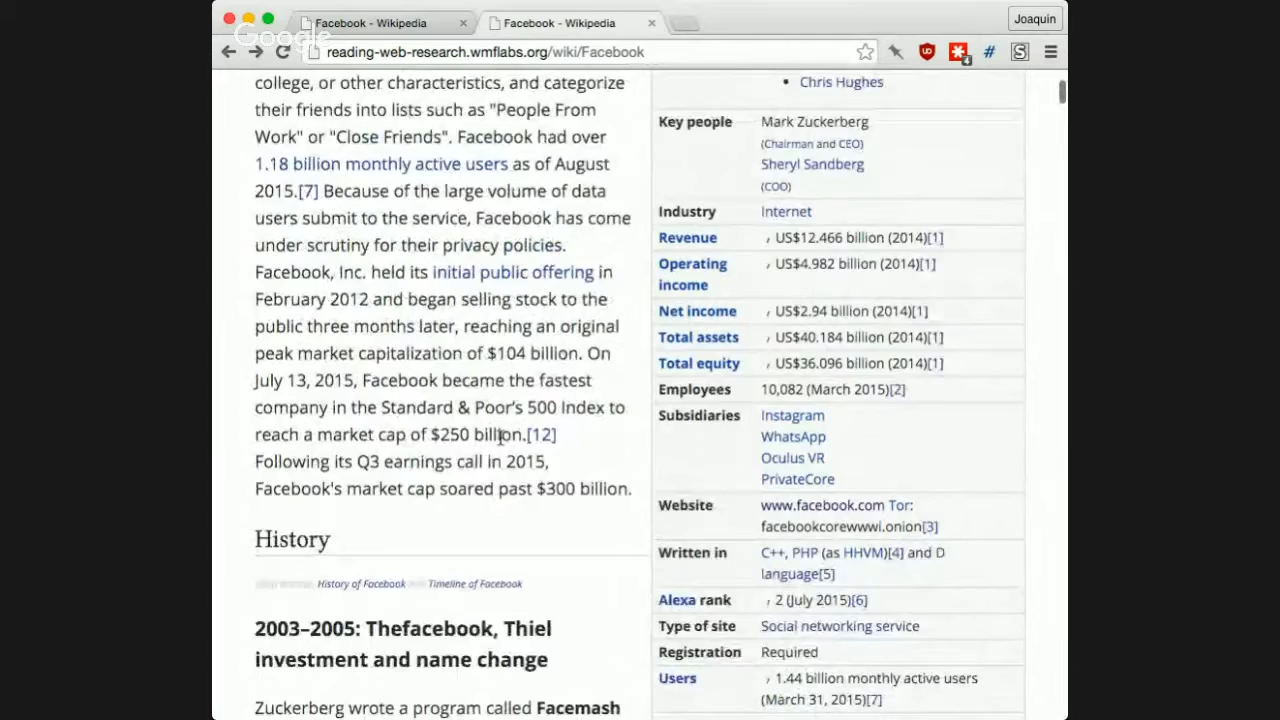 Facebook - Wikipedia
Facebook - Wikipedia
Joaquin
Google
reading-web-research.wmflabs.org/wiki/Facebook
college, or other characteristics, and categorize
their friends into lists such as "People From
Work" or "Close Friends". Facebook had over
1.18 billion monthly active users as of August
2015.[7] Because of the large volume of data
users submit to the service, Facebook has come
under scrutiny for their privacy policies.
Facebook, Inc. held its initial public offering in
February 2012 and began selling stock to the
public three months later, reaching an original
peak market capitalization of $104 billion. On
July 13, 2015, Facebook became the fastest
company in the Standard & Poor's 500 Index to
reach a market cap of $250 billion.[12]
Following its Q3 earnings call in 2015,
Facebook's market cap soared past $300 billion.
History
History of Facebook
Timeline of Facebook
2003–2005: Thefacebook, Thiel
investment and name change
Zuckerberg wrote a program called Facemash
• Chris Hughes
Key people Mark Zuckerberg
(Chairman and CEO)
Sheryl Sandberg
(COO)
Industry Internet
Revenue US$12.466 billion (2014)[1]
Operating US$4.982 billion (2014)[1]
income
Net income US$2.94 billion (2014)[1]
Total assets US$40.184 billion (2014)[1]
Total equity US$36.096 billion (2014)[1]
Employees 10,082 (March 2015)[2]
Subsidiaries Instagram
WhatsApp
Oculus VR
PrivateCore
Website www.facebook.com Tor:
facebookcorewwwi.onion[3]
Written in C++, PHP (as HHVM)[4] and D
language[5]
Alexa rank 2 (July 2015)[6]
Type of site Social networking service
Registration Required
Users 1.44 billion monthly active users
(March 31, 2015)[7]